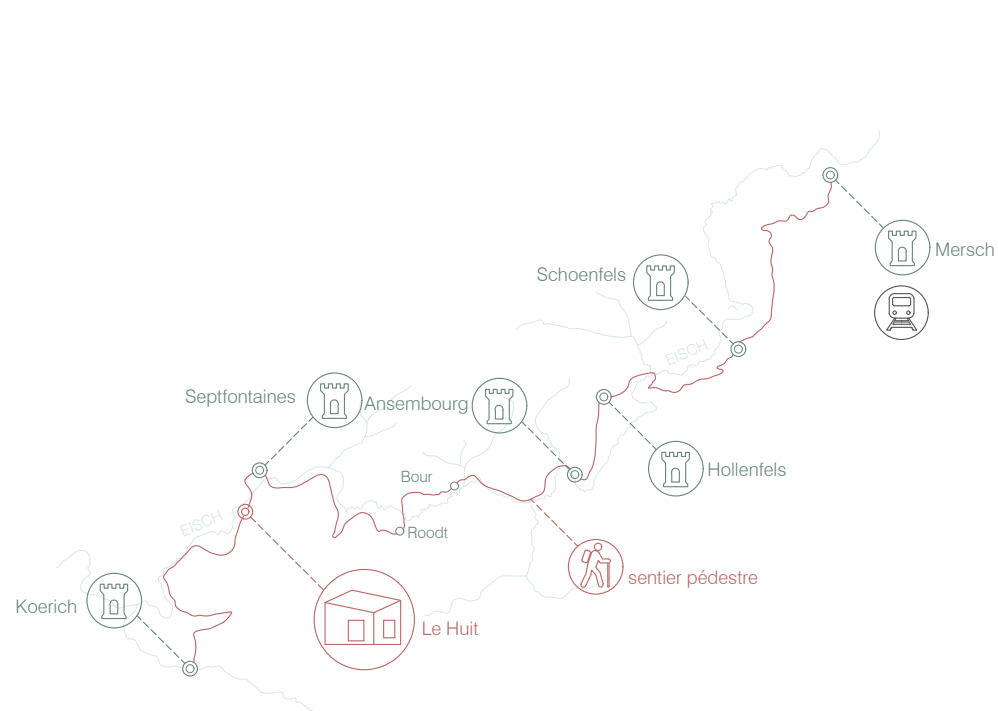 Mersch
Schoenfels
EISCH
Septfontaines
Ansembourg
Hollenfels
Bour
EISCH
Roodt
sentier pédestre
Koerich
Le Huit